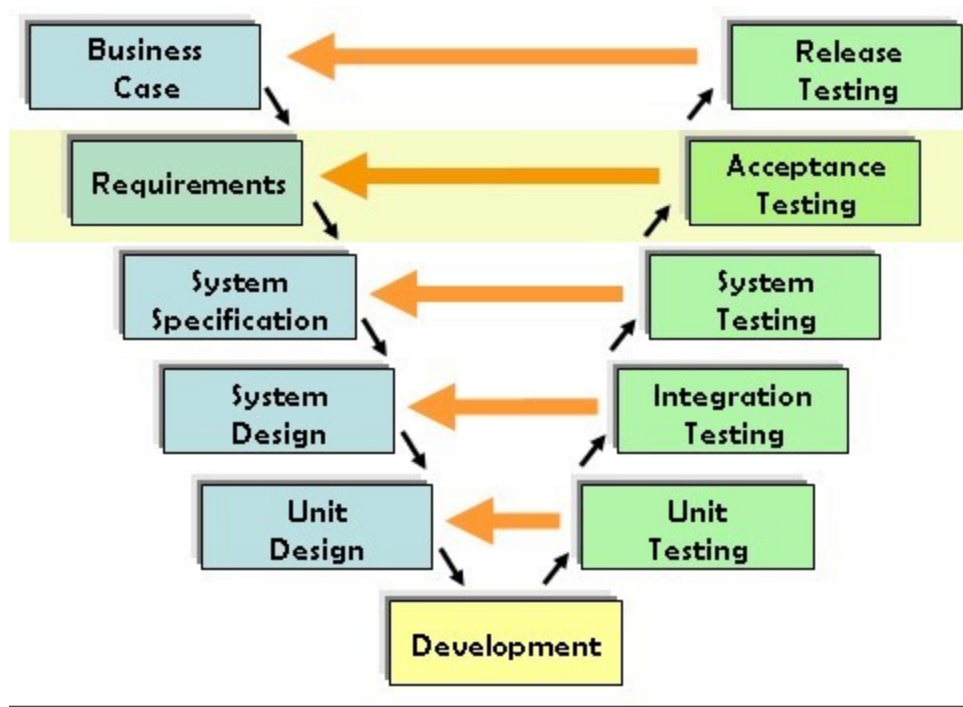 Business
Case
Release
Testing
Requirements
Acceptance
Testing
System
Specification
System
Testing
System
Design
Integration
Testing
Unit
Design
Unit
Testing
Development